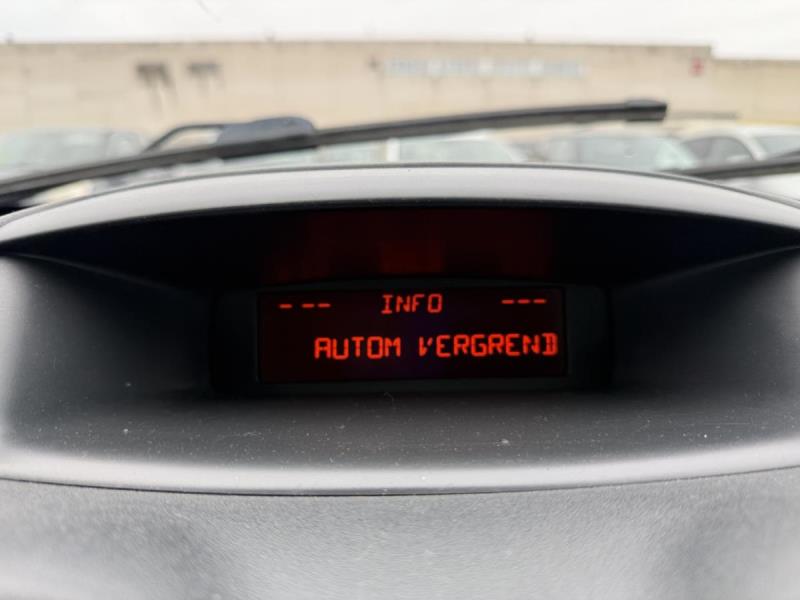 --- INFO ---
AUTOM VERGREND